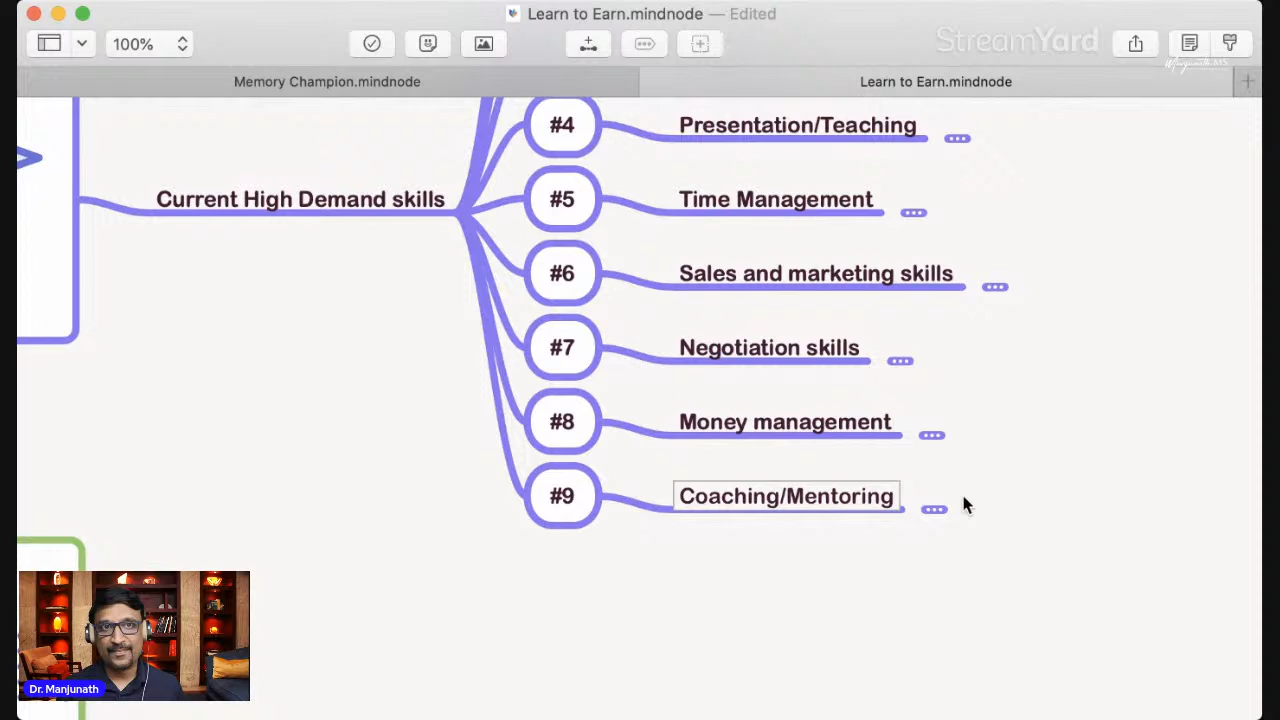 Learn to Earn.mindnode — Edited
100%
StreamYard
Manjunath.MS
Memory Champion.mindnode
Learn to Earn.mindnode
#4 Presentation/Teaching
Current High Demand skills
#5 Time Management
#6 Sales and marketing skills
#7 Negotiation skills
#8 Money management
#9 Coaching/Mentoring
Dr. Manjunath